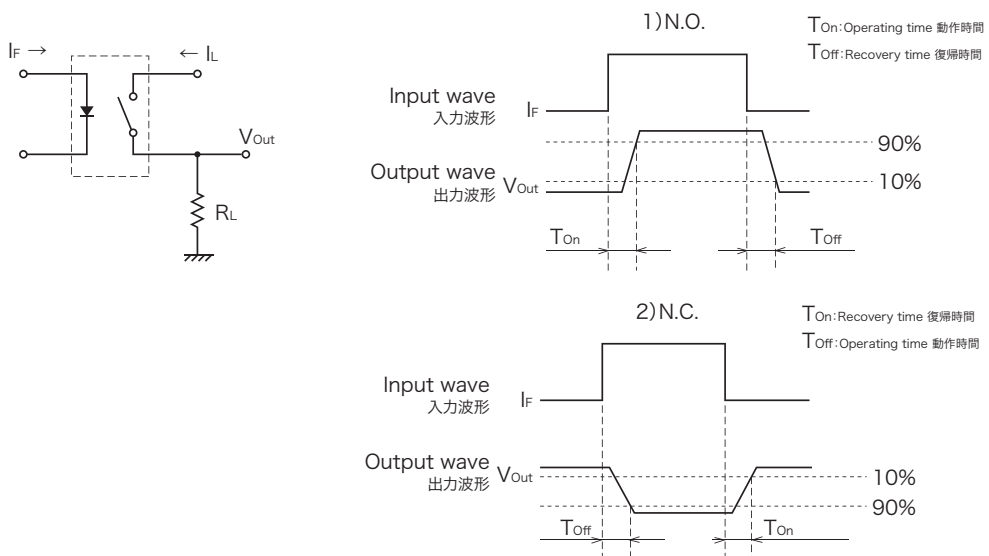 IF →
← IL
VOut
RL
1)N.O.
TOn:Operating time 動作時間
TOff:Recovery time 復帰時間
Input wave
入力波形
IF
90%
Output wave
出力波形
VOut
10%
TOn
TOff
2)N.C.
TOn:Recovery time 復帰時間
TOff:Operating time 動作時間
Input wave
入力波形
IF
Output wave
出力波形
VOut
10%
90%
TOff
TOn